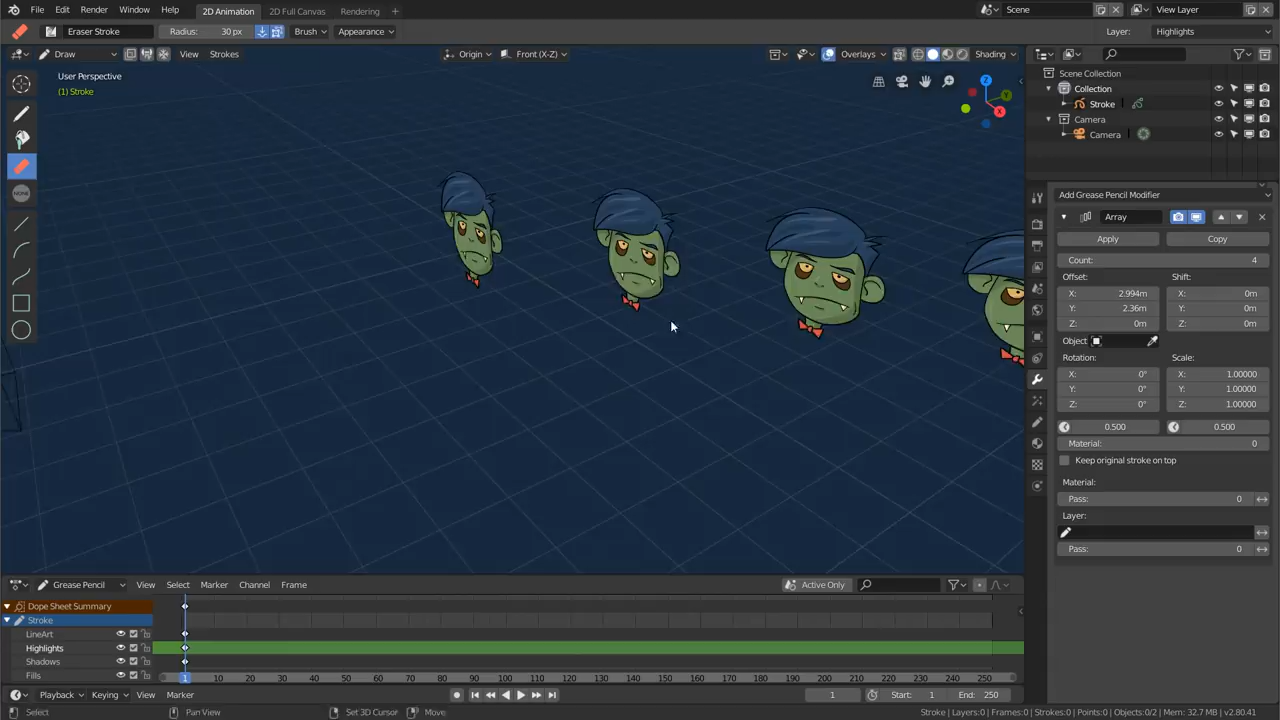 File Edit Render Window Help 2D Animation 2D Full Canvas Rendering + Scene View Layer
Eraser Stroke Radius: 30 px Brush Appearance Layer: Highlights
Draw View Strokes Origin Front (X-Z) Overlays Shading
User Perspective
(1) Stroke
Z
Y
X
NONE
Scene Collection
Collection
Stroke
Camera
Camera
Add Grease Pencil Modifier
Array
Apply Copy
Count: 4
Offset: Shift:
X: 2.994m X: 0m
Y: 2.36m Y: 0m
Z: 0m Z: 0m
Object
Rotation: Scale:
X: 0° X: 1.00000
Y: 0° Y: 1.00000
Z: 0° Z: 1.00000
0.500 0.500
Material: 0
Keep original stroke on top
Material:
Pass: 0
Layer:
Pass: 0
Grease Pencil View Select Marker Channel Frame Active Only
Dope Sheet Summary
Stroke
LineArt
Highlights
Shadows
Fills
1 10 20 30 40 50 60 70 80 90 100 110 120 130 140 150 160 170 180 190 200 210 220 230 240 250
Playback Keying View Marker 1 Start: 1 End: 250
Select Pan View Set 3D Cursor Move Stroke | Layers:0 | Frames:0 | Strokes:0 | Points:0 | Objects:0/2 | Mem: 32.7 MB | v2.80.41